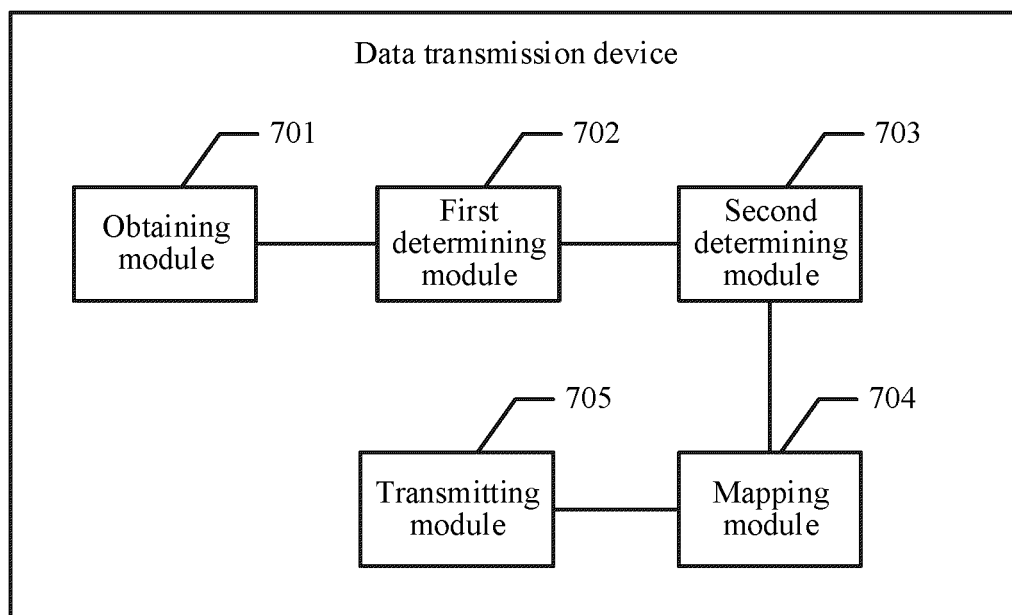 Data transmission device
701
702
703
Obtaining
module
First
determining
module
Second
determining
module
705
704
Transmitting
module
Mapping
module